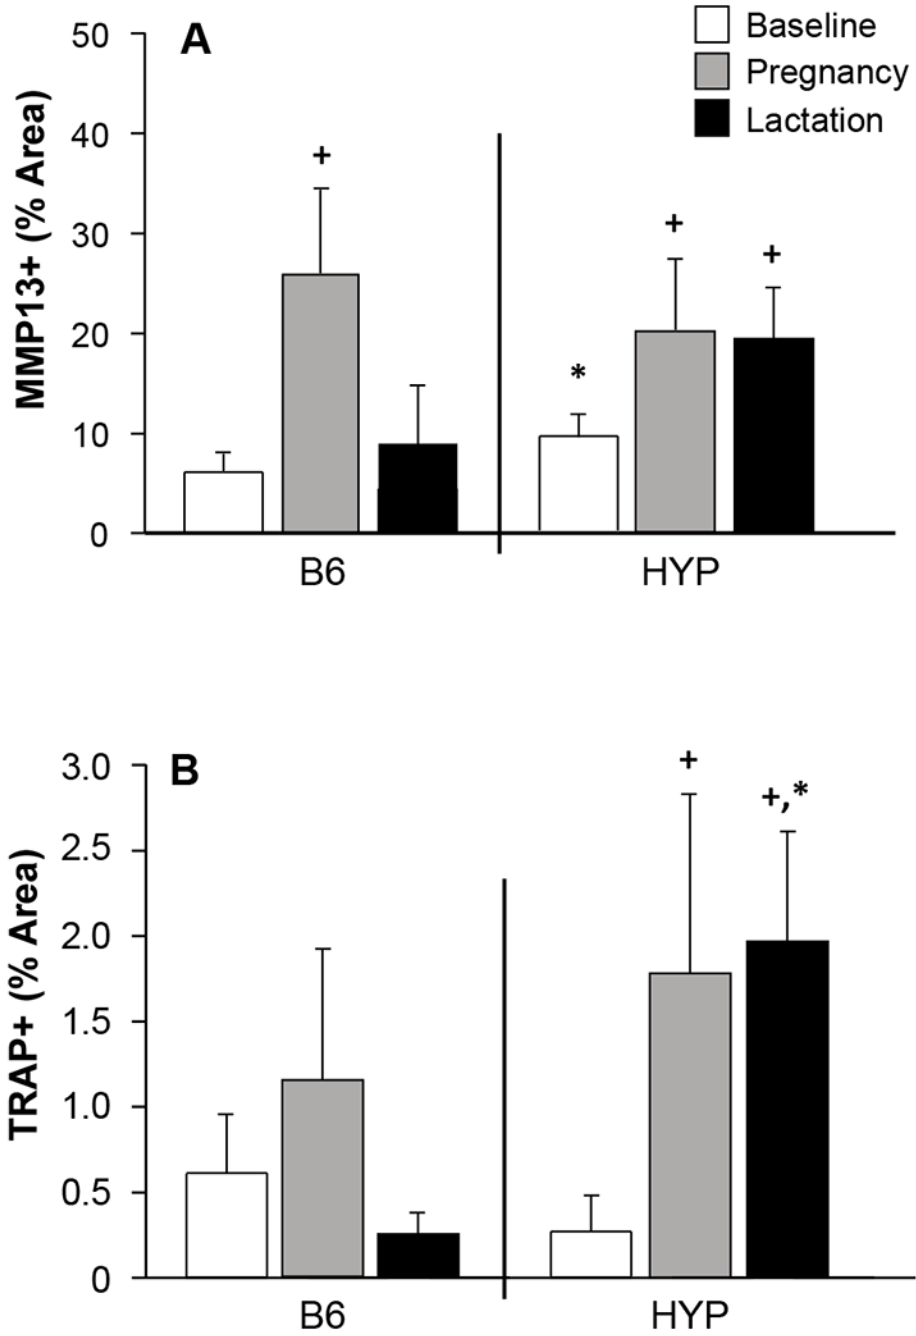 A
Baseline
Pregnancy
Lactation
MMP13+ (% Area)
50
40
30
20
10
0
+
*
+
+
B6
HYP
B
TRAP+ (% Area)
3.0
2.5
2.0
1.5
1.0
0.5
0
+
+,*
B6
HYP